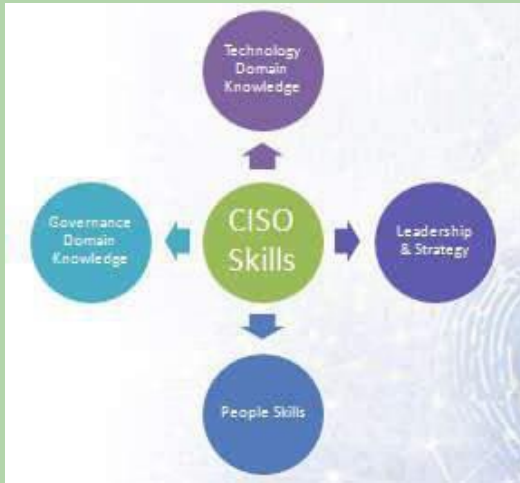 Technology
Domain
Knowledge
Governance
Domain
Knowledge
CISO
Skills
Leadership
& Strategy
People Skills